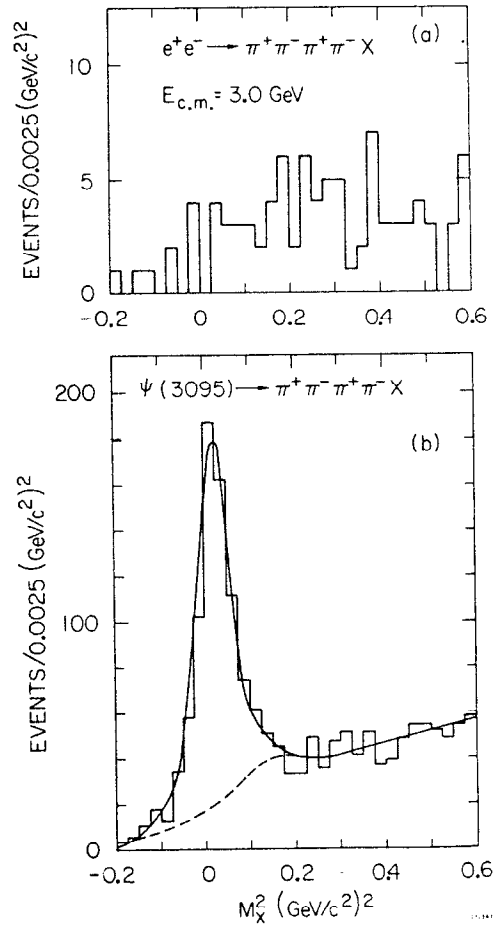 (a)
e⁺e⁻ → π⁺π⁻π⁺π⁻X
E_c.m. = 3.0 GeV
EVENTS/0.0025(GeV/c²)²
10
5
0
-0.2 0 0.2 0.4 0.6
ψ(3095) → π⁺π⁻π⁺π⁻X
(b)
EVENTS/0.0025 (GeV/c²)²
200
100
0
-0.2 0 0.2 0.4 0.6
M_X² (GeV/c²)²